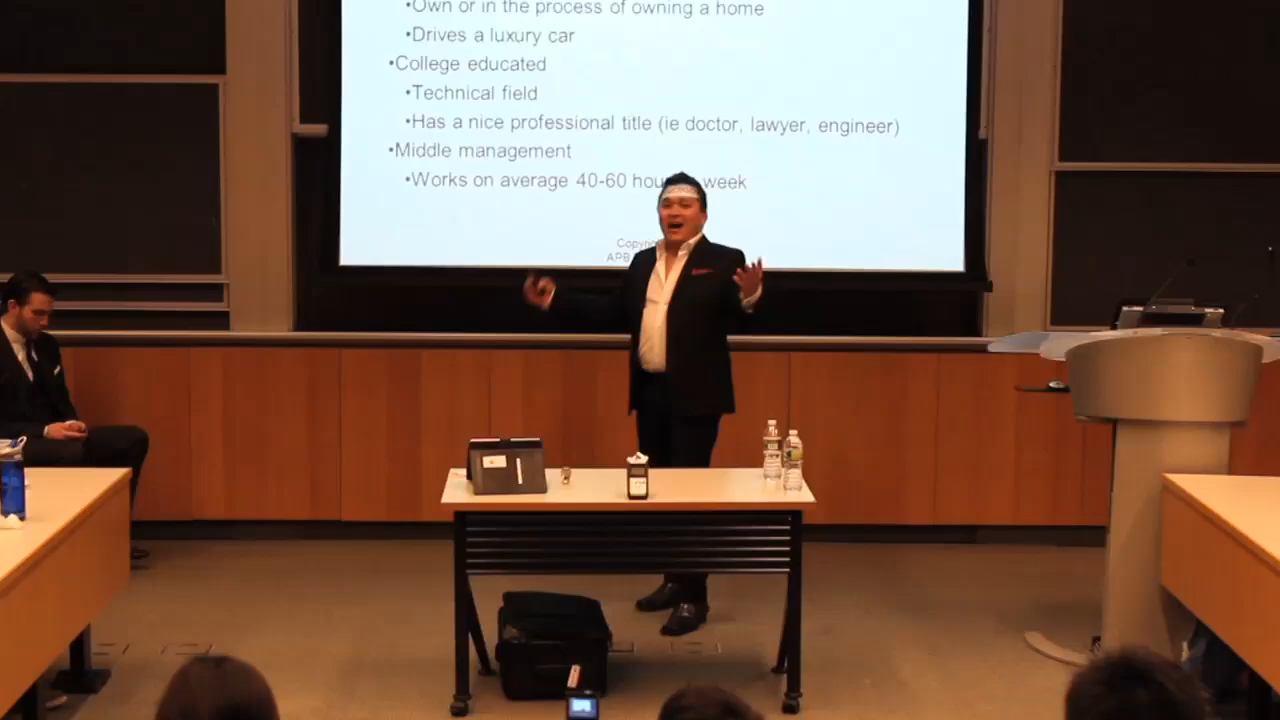 •Own or in the process of owning a home
•Drives a luxury car
•College educated
•Technical field
•Has a nice professional title (ie doctor, lawyer, engineer)
•Middle management
•Works on average 40-60 week